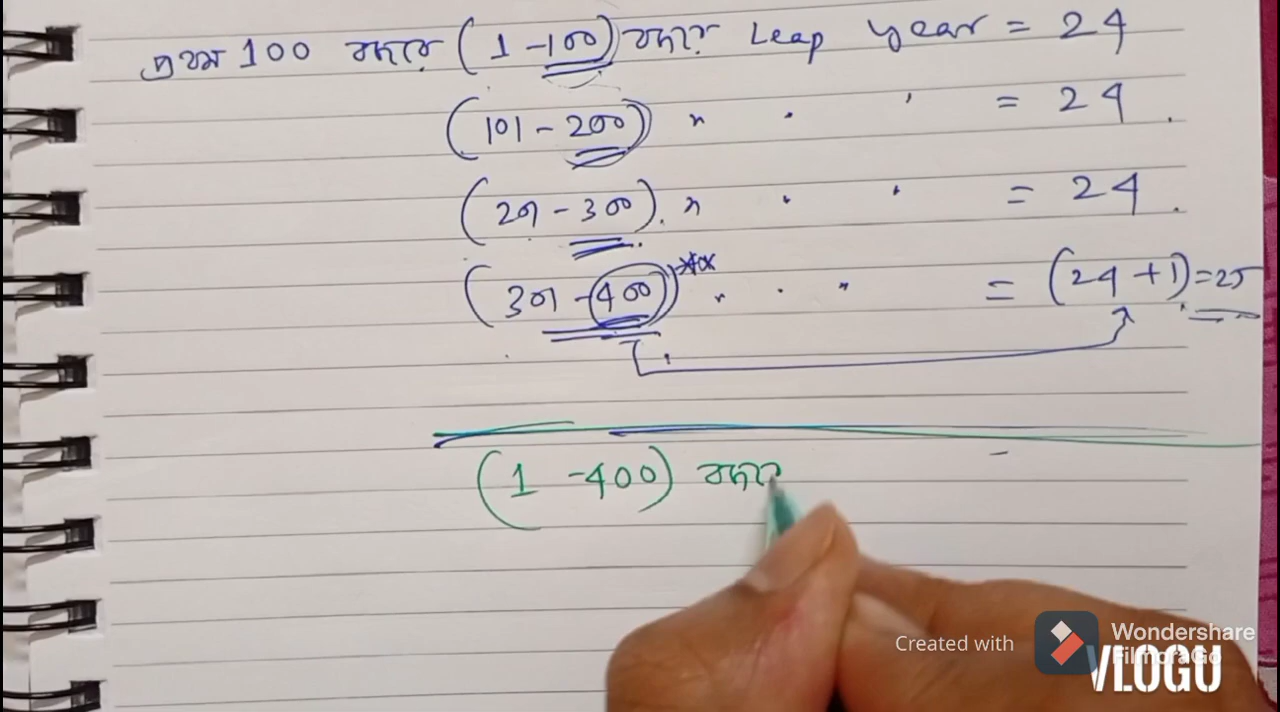 প্রথম 100 বছরে (1 - 100) বছরে Leap year = 24
(101 - 200) " " " = 24
(201 - 300) " " " = 24
(301 - 400) " " " = (24 + 1) = 25
(1 - 400) বছরে
Created with Wondershare FilmoraGo
VLOGU